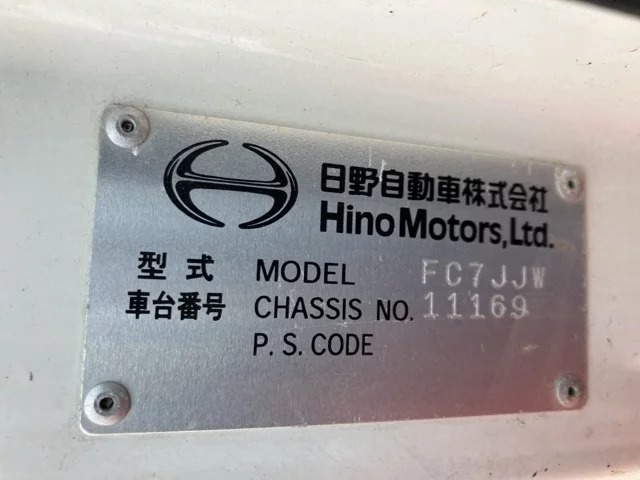 日野自動車株式会社
Hino Motors, Ltd.
型式 MODEL FC7JJW
車台番号 CHASSIS NO. 11169
P.S.CODE